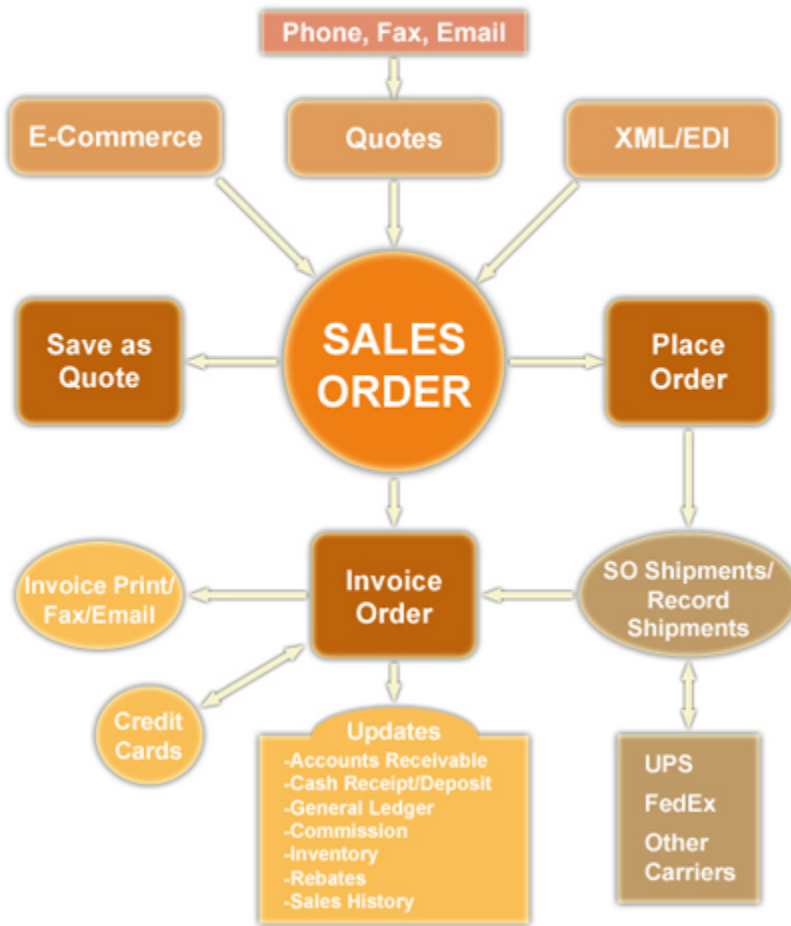 Phone, Fax, Email
E-Commerce
Quotes
XML/EDI
SALES
ORDER
Save as
Quote
Place
Order
Invoice Print/
Fax/Email
Invoice
Order
SO Shipments/
Record
Shipments
Credit
Cards
Updates
-Accounts Receivable
-Cash Receipt/Deposit
-General Ledger
-Commission
-Inventory
-Rebates
-Sales History
UPS
FedEx
Other
Carriers